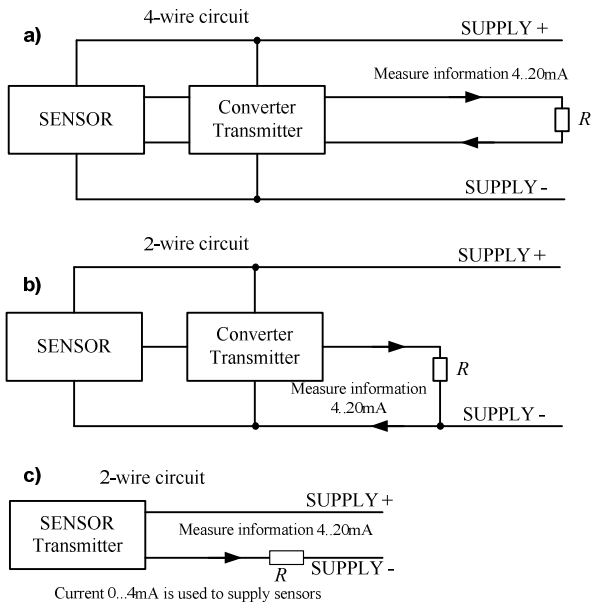 4-wire circuit
a)
SUPPLY +
Measure information 4..20mA
SENSOR
Converter
Transmitter
R
SUPPLY -
2-wire circuit
SUPPLY +
b)
SENSOR
Converter
Transmitter
R
Measure information
4..20mA
SUPPLY -
c)
2-wire circuit
SUPPLY +
SENSOR
Transmitter
Measure information 4..20mA
R
SUPPLY -
Current 0...4mA is used to supply sensors